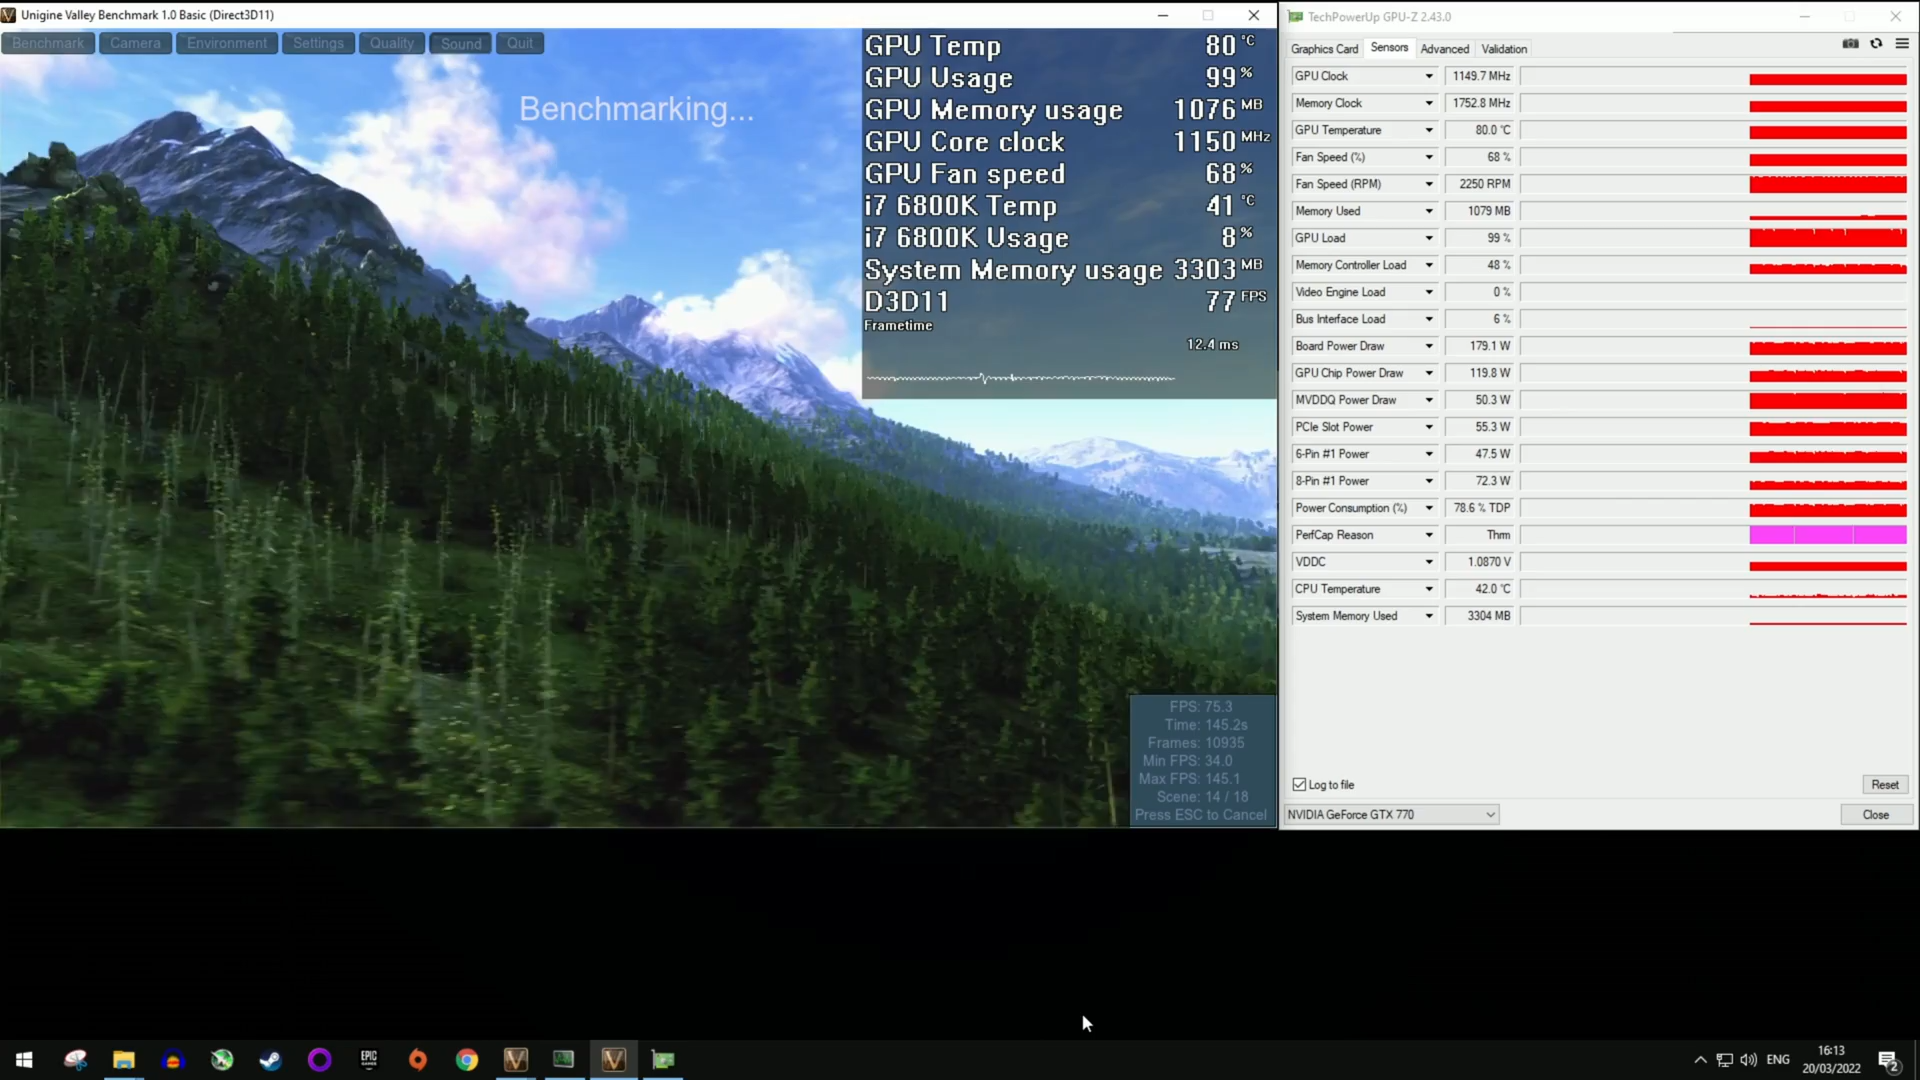 Unigine Valley Benchmark 1.0 Basic (Direct3D11)
Benchmark Camera Environment Settings Quality Sound Quit
Benchmarking...
GPU Temp 80 °C
GPU Usage 99 %
GPU Memory usage 1076 MB
GPU Core clock 1150 MHz
GPU Fan speed 68 %
i7 6800K Temp 41 °C
i7 6800K Usage 8 %
System Memory usage 3303 MB
D3D11 77 FPS
Frametime
12.4 ms
FPS: 75.3
Time: 145.2s
Frames: 10935
Min FPS: 34.0
Max FPS: 145.1
Scene: 14 / 18
Press ESC to Cancel
TechPowerUp GPU-Z 2.43.0
Graphics Card Sensors Advanced Validation
GPU Clock 1149.7 MHz
Memory Clock 1752.8 MHz
GPU Temperature 80.0 °C
Fan Speed (%) 68 %
Fan Speed (RPM) 2250 RPM
Memory Used 1079 MB
GPU Load 99 %
Memory Controller Load 48 %
Video Engine Load 0 %
Bus Interface Load 6 %
Board Power Draw 179.1 W
GPU Chip Power Draw 119.8 W
MVDDQ Power Draw 50.3 W
PCIe Slot Power 55.3 W
6-Pin #1 Power 47.5 W
8-Pin #1 Power 72.3 W
Power Consumption (%) 78.6 % TDP
PerfCap Reason Thrm
VDDC 1.0870 V
CPU Temperature 42.0 °C
System Memory Used 3304 MB
Log to file
Reset
NVIDIA GeForce GTX 770
Close
EPIC
GAMES
ENG
16:13
20/03/2022
2